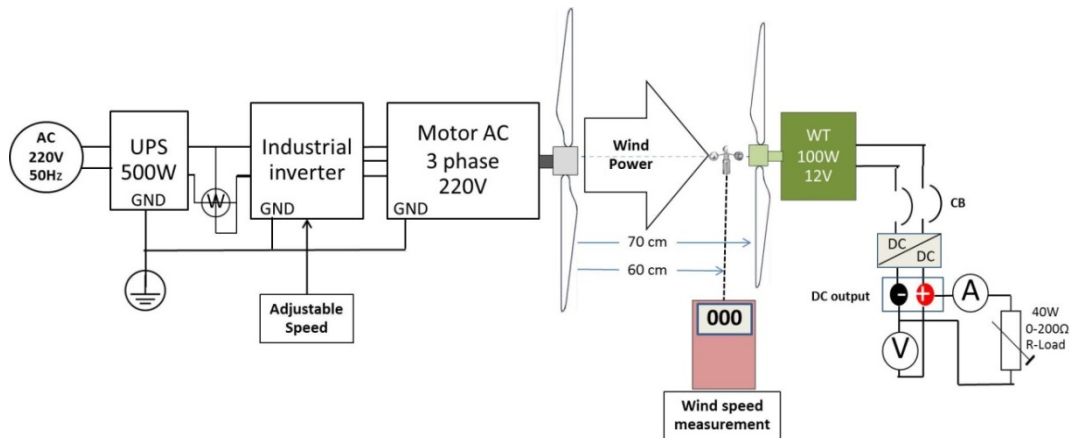 AC
220V
50Hz
UPS
500W
GND
W
Industrial
inverter
GND
Adjustable
Speed
Motor AC
3 phase
220V
GND
Wind
Power
70 cm
60 cm
000
Wind speed
measurement
WT
100W
12V
CB
DC
DC
DC output
-
+
A
V
40W
0-200Ω
R-Load